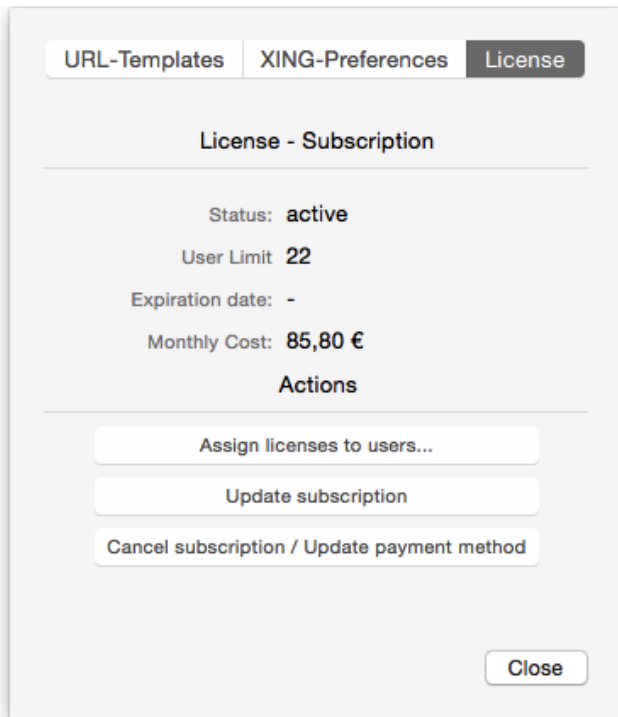 URL-Templates XING-Preferences License
License - Subscription
Status: active
User Limit 22
Expiration date: -
Monthly Cost: 85,80 €
Actions
Assign licenses to users...
Update subscription
Cancel subscription / Update payment method
Close